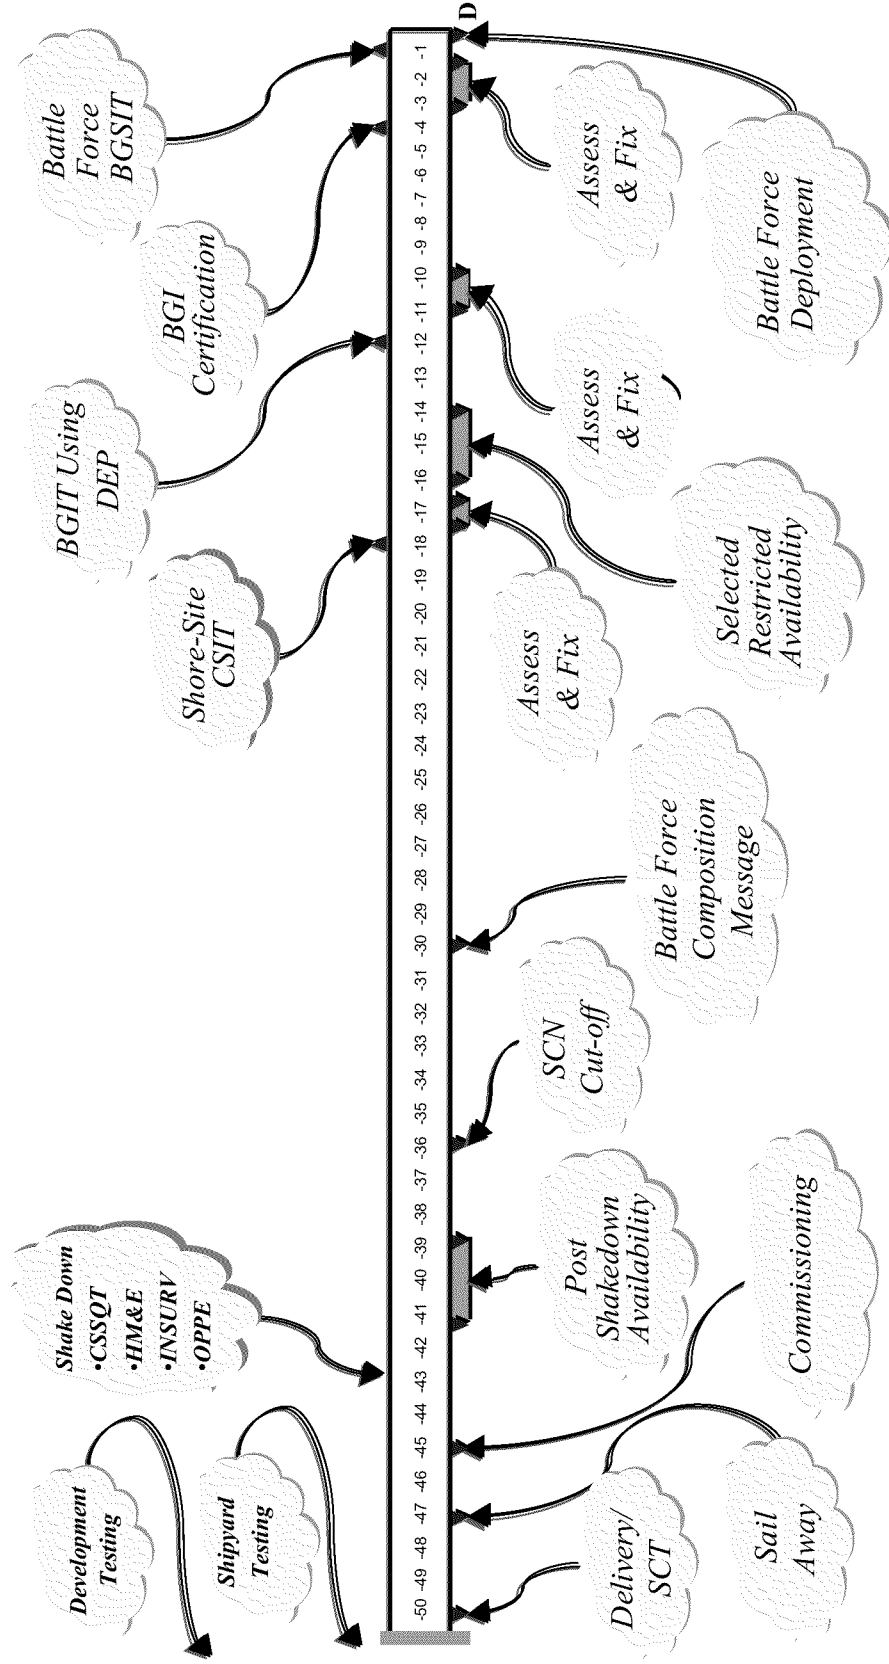 Development
Testing
Shipyard
Testing
Shake Down
•CSSQT
•HM&E
•INSURV
•OPPE
Shore-Site
CSIT
BGIT Using
DEP
BGI
Certification
Battle
Force
BGSIT
-50 -49 -48 -47 -46 -45 -44 -43 -42 -41 -40 -39 -38 -37 -36 -35 -34 -33 -32 -31 -30 -29 -28 -27 -26 -25 -24 -23 -22 -21 -20 -19 -18 -17 -16 -15 -14 -13 -12 -11 -10 -9 -8 -7 -6 -5 -4 -3 -2 -1
D
Delivery/
SCT
Sail
Away
Commissioning
Post
Shakedown
Availability
SCN
Cut-off
Battle Force
Composition
Message
Assess
& Fix
Selected
Restricted
Availability
Assess
& Fix
Assess
& Fix
Battle Force
Deployment